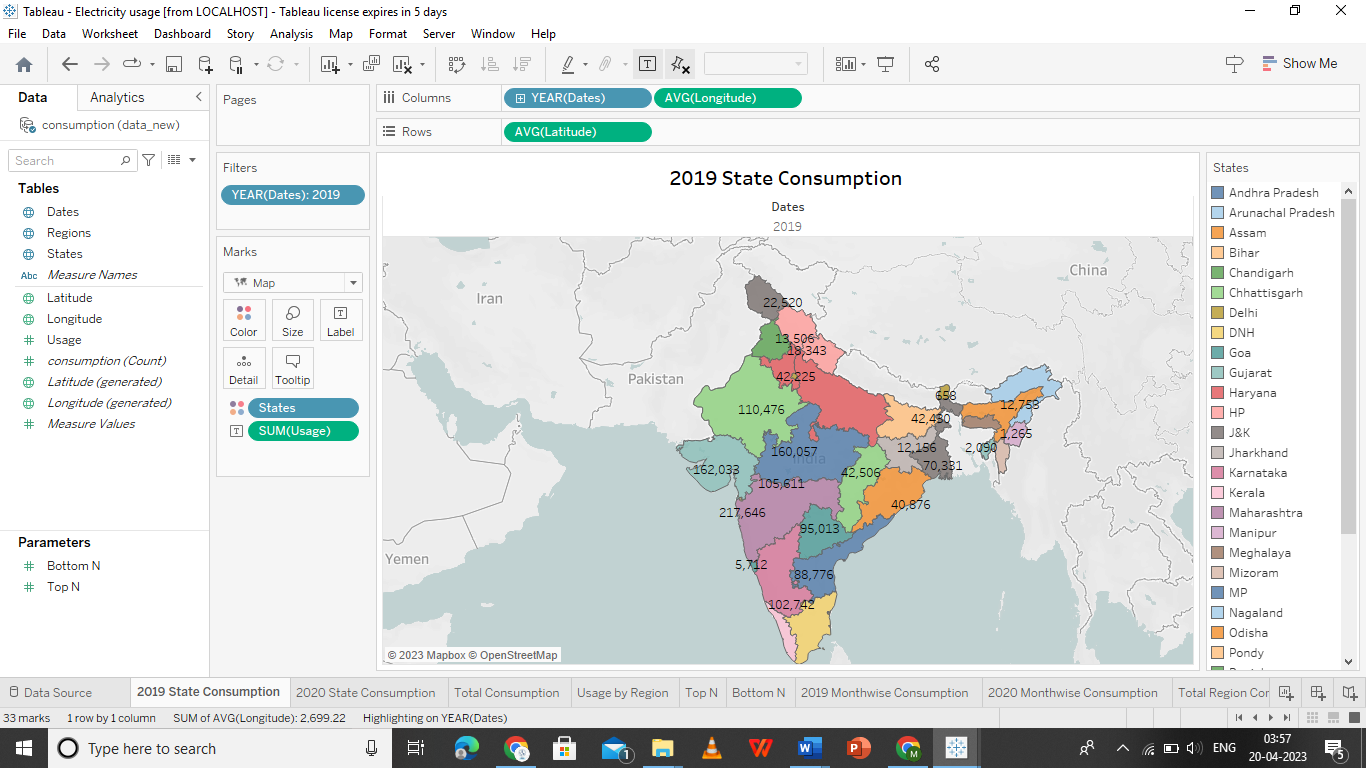 Tableau - Electricity usage [from LOCALHOST] - Tableau license expires in 5 days
File Data Worksheet Dashboard Story Analysis Map Format Server Window Help
Show Me
Data Analytics
consumption (data_new)
Search
Tables
Dates
Regions
States
Abc Measure Names
Latitude
Longitude
Usage
consumption (Count)
Latitude (generated)
Longitude (generated)
Measure Values
Parameters
Bottom N
Top N
Pages
Filters
YEAR(Dates): 2019
Marks
Map
Color Size Label
Detail Tooltip
States
SUM(Usage)
Columns YEAR(Dates) AVG(Longitude)
Rows AVG(Latitude)
2019 State Consumption
Dates
2019
China
Iran
22,520
13,506
18,343
Pakistan 42,225
658
12,753
110,476
42,430
1,265
12,156 2,090
160,057 India
162,033 42,506 70,331
105,611
40,876
217,646
95,013
Yemen 5,712
88,776
102,742
© 2023 Mapbox © OpenStreetMap
States
Andhra Pradesh
Arunachal Pradesh
Assam
Bihar
Chandigarh
Chhattisgarh
Delhi
DNH
Goa
Gujarat
Haryana
HP
J&K
Jharkhand
Karnataka
Kerala
Maharashtra
Manipur
Meghalaya
Mizoram
MP
Nagaland
Odisha
Pondy
Data Source 2019 State Consumption 2020 State Consumption Total Consumption Usage by Region Top N Bottom N 2019 Monthwise Consumption 2020 Monthwise Consumption Total Region Cor
33 marks 1 row by 1 column SUM of AVG(Longitude): 2,699.22 Highlighting on YEAR(Dates)
Type here to search
1
ENG
03:57
20-04-2023
5